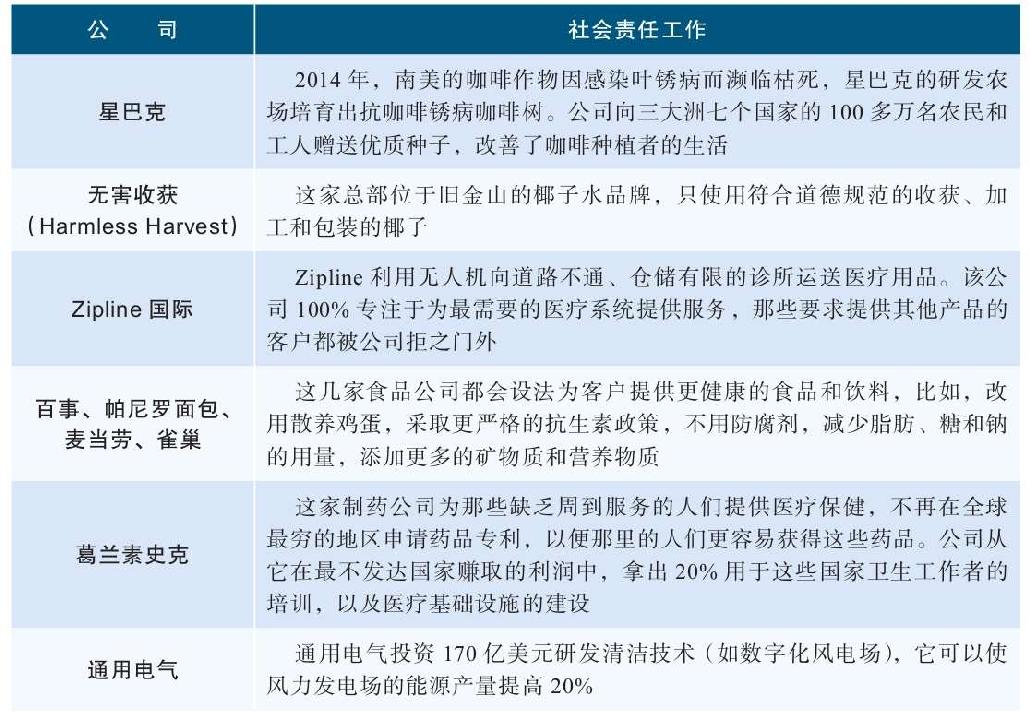 公 司
社会责任工作
星巴克
2014 年，南美的咖啡作物因感染叶锈病而濒临枯死，星巴克的研发农
场培育出抗咖啡锈病咖啡树。公司向三大洲七个国家的 100 多万名农民和
工人赠送优质种子，改善了咖啡种植者的生活
无害收获
（Harmless Harvest）
这家总部位于旧金山的椰子水品牌，只使用符合道德规范的收获、加
工和包装的椰子
Zipline 国际
Zipline 利用无人机向道路不通、仓储有限的诊所运送医疗用品。该公
司 100% 专注于为最需要的医疗系统提供服务，那些要求提供其他产品的
客户都被公司拒之门外
百事、帕尼罗面包、
麦当劳、雀巢
这几家食品公司都会设法为客户提供更健康的食品和饮料，比如，改
用散养鸡蛋，采取更严格的抗生素政策，不用防腐剂，减少脂肪、糖和钠
的用量，添加更多的矿物质和营养物质
葛兰素史克
这家制药公司为那些缺乏周到服务的人们提供医疗保健，不再在全球
最穷的地区申请药品专利，以便那里的人们更容易获得这些药品。公司从
它在最不发达国家赚取的利润中，拿出 20% 用于这些国家卫生工作者的
培训，以及医疗基础设施的建设
通用电气
通用电气投资 170 亿美元研发清洁技术（如数字化风电场），它可以使
风力发电场的能源产量提高 20%